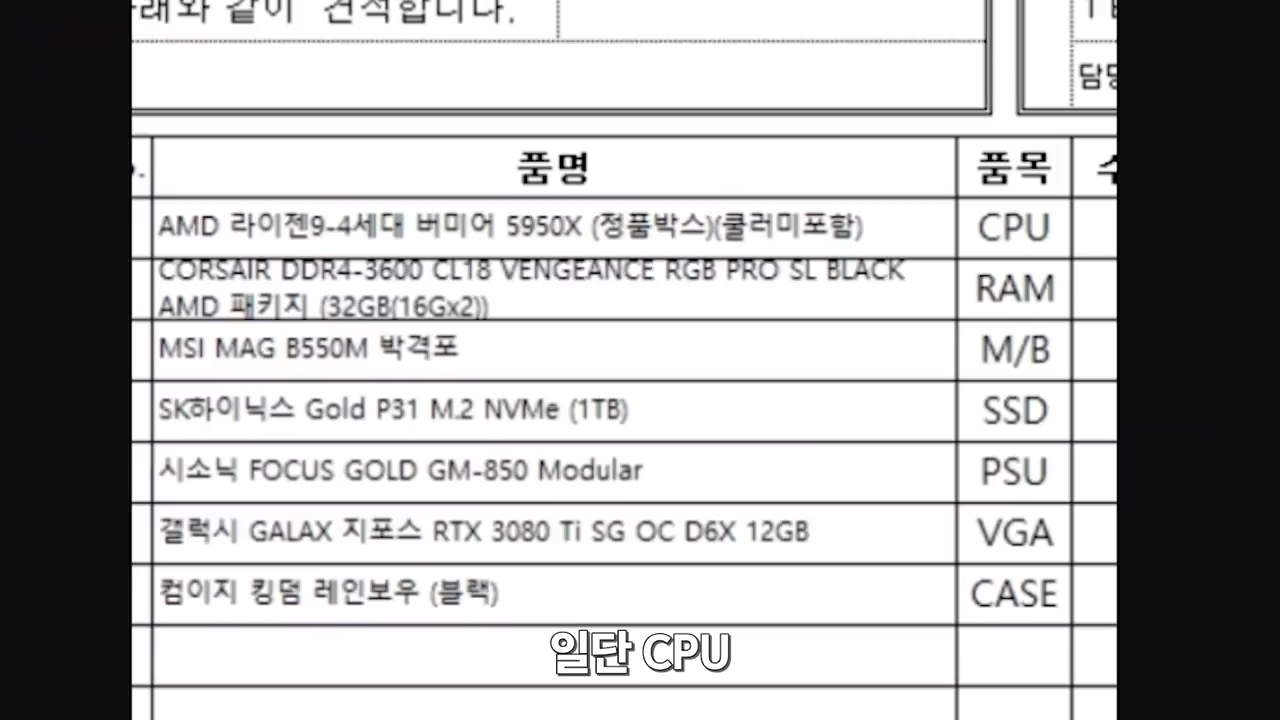 같이 견적합니다.
품명 품목
AMD 라이젠9-4세대 버미어 5950X (정품박스)(쿨러미포함) CPU
CORSAIR DDR4-3600 CL18 VENGEANCE RGB PRO SL BLACK
AMD 패키지 (32GB(16Gx2)) RAM
MSI MAG B550M 박격포 M/B
SK하이닉스 Gold P31 M.2 NVMe (1TB) SSD
시소닉 FOCUS GOLD GM-850 Modular PSU
갤럭시 GALAX 지포스 RTX 3080 Ti SG OC D6X 12GB VGA
컴이지 킹덤 레인보우 (블랙) CASE
일단 CPU